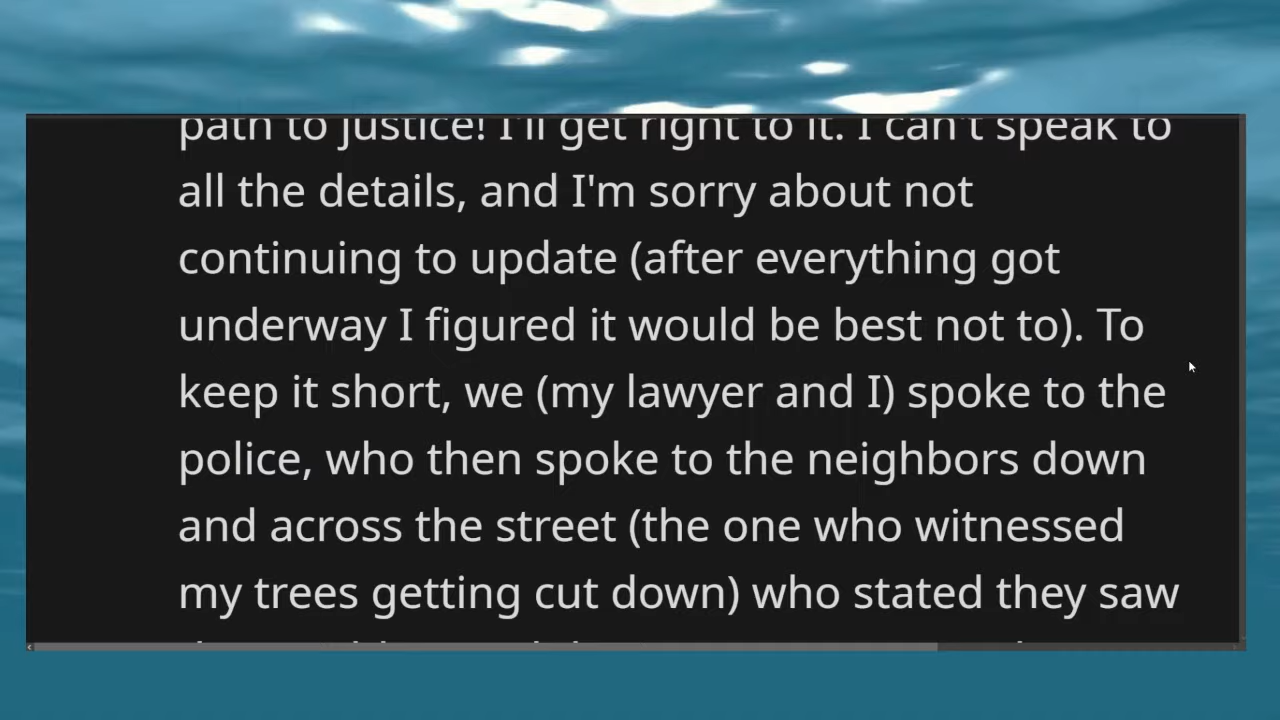 path to justice! I'll get right to it. I can't speak to
all the details, and I'm sorry about not
continuing to update (after everything got
underway I figured it would be best not to). To
keep it short, we (my lawyer and I) spoke to the
police, who then spoke to the neighbors down
and across the street (the one who witnessed
my trees getting cut down) who stated they saw